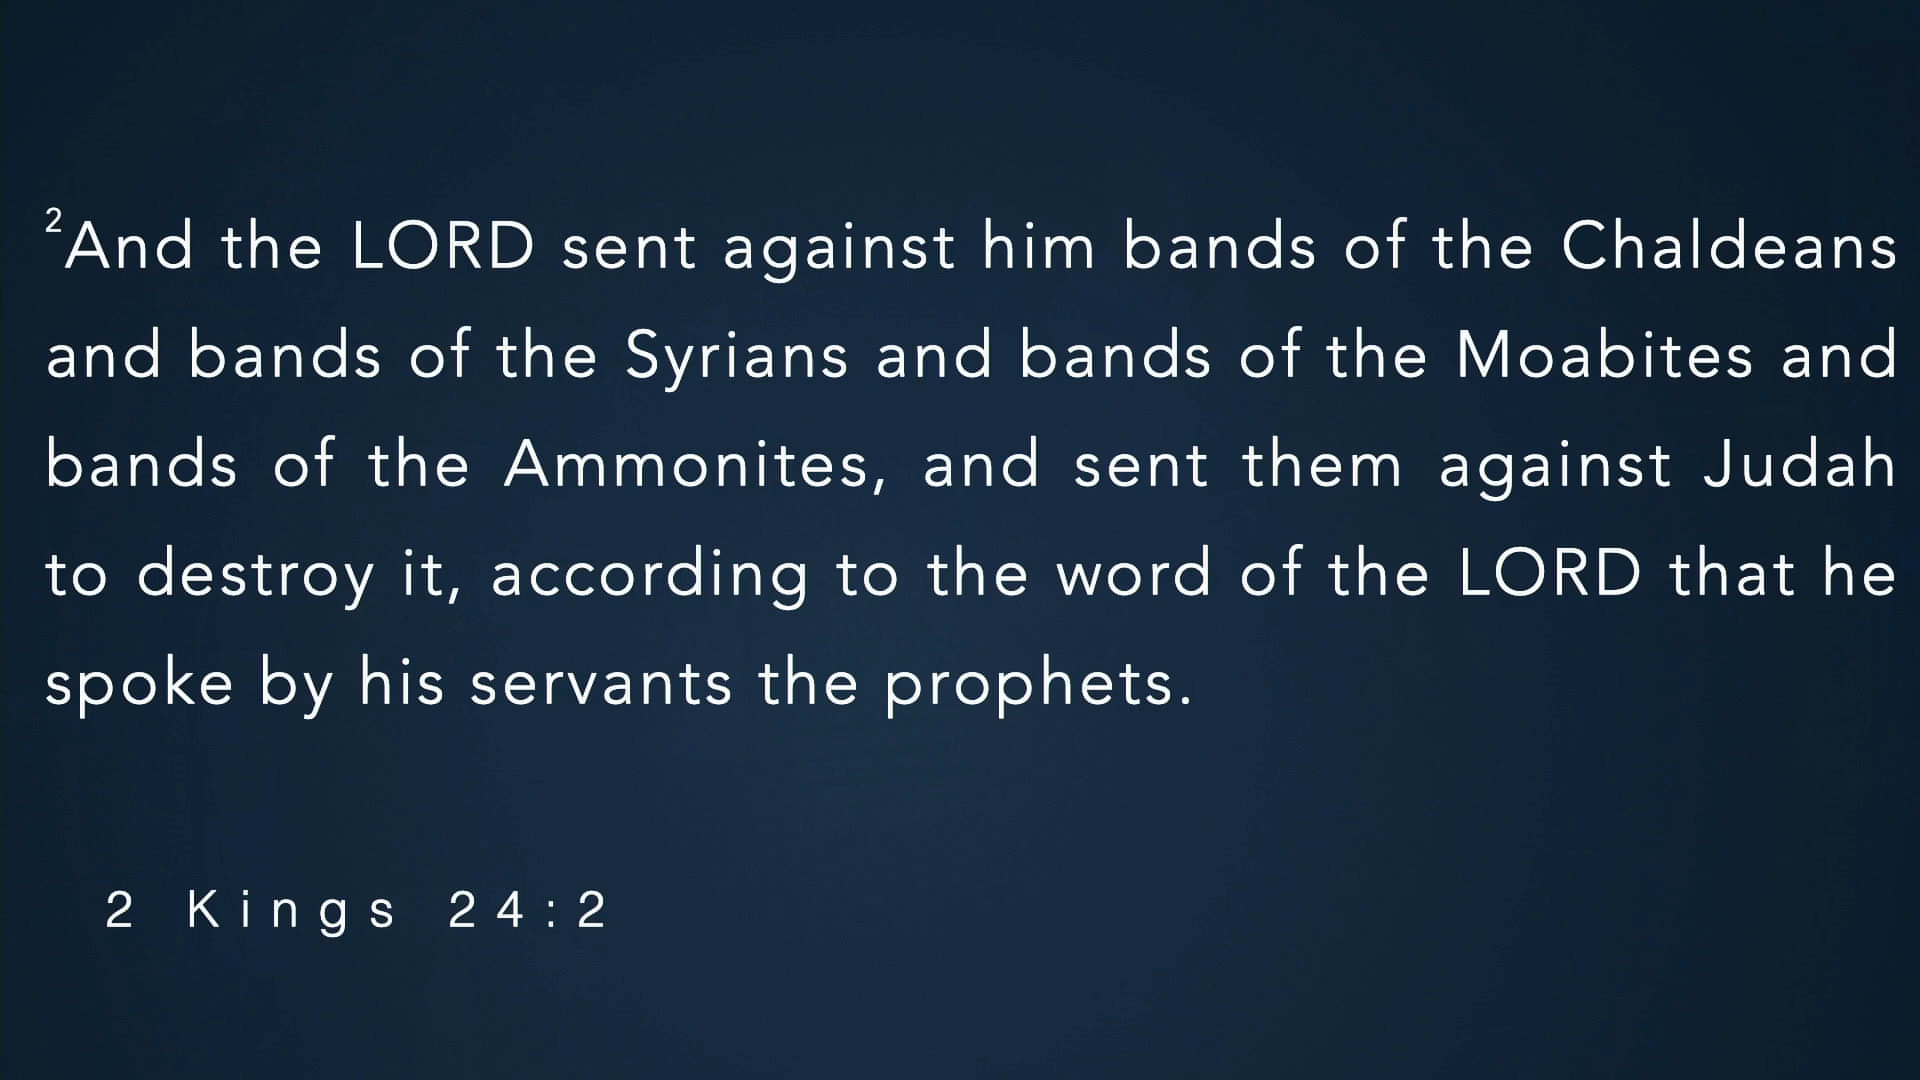 ²And the LORD sent against him bands of the Chaldeans
and bands of the Syrians and bands of the Moabites and
bands of the Ammonites, and sent them against Judah
to destroy it, according to the word of the LORD that he
spoke by his servants the prophets.
2 Kings 24:2